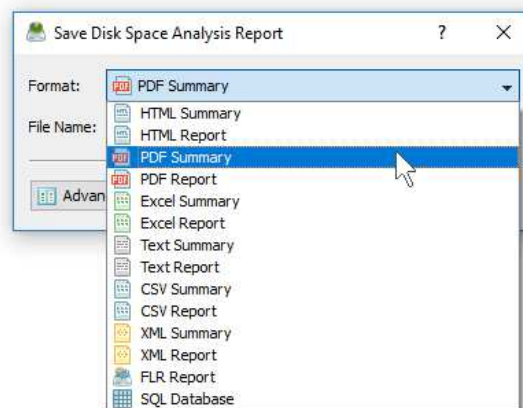 Save Disk Space Analysis Report ? X
Format: PDF Summary
HTML Summary
File Name: HTML Report
PDF Summary
PDF Report
Advan Excel Summary
Excel Report
Text Summary
Text Report
CSV Summary
CSV Report
XML Summary
XML Report
FLR Report
SQL Database